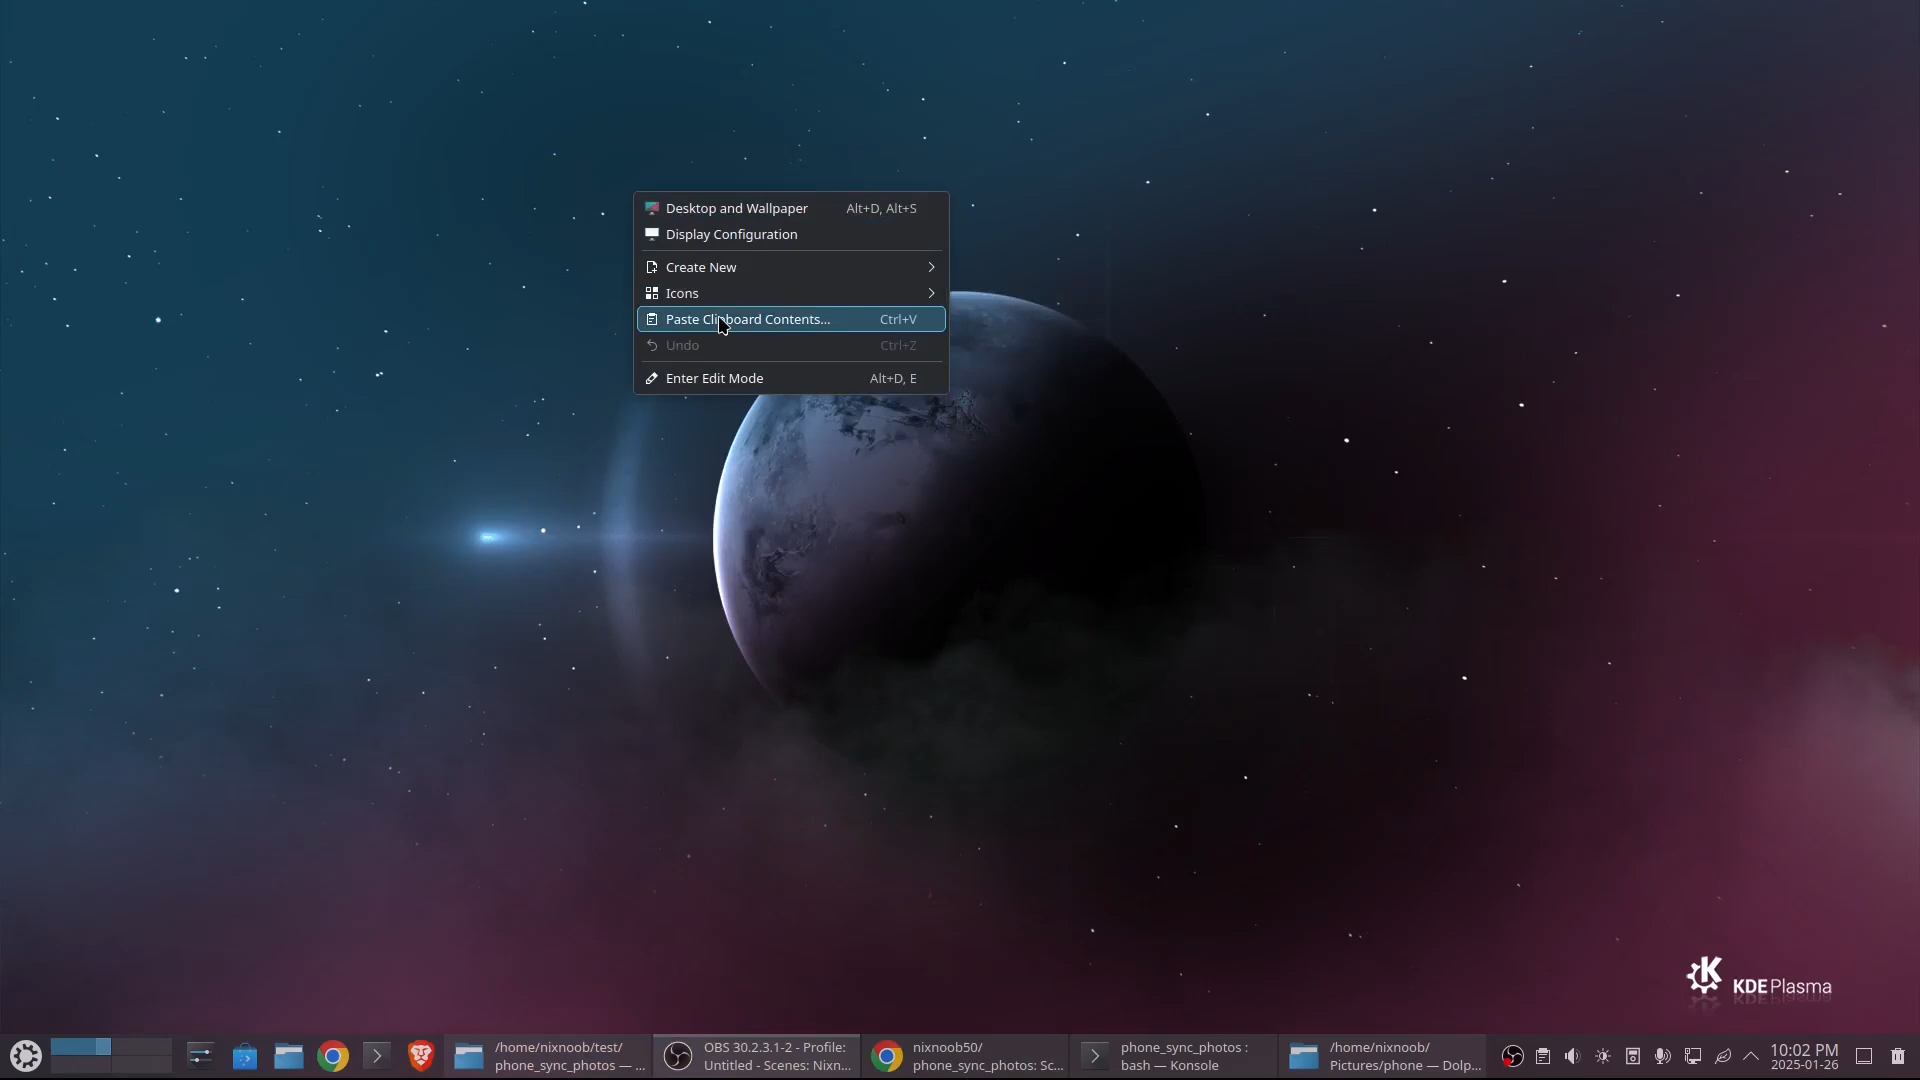 Desktop and Wallpaper Alt+D, Alt+S
Display Configuration
Create New
Icons
Paste Clipboard Contents... Ctrl+V
Undo Ctrl+Z
Enter Edit Mode Alt+D, E
KDE Plasma
/home/nixnoob/test/
phone_sync_photos — ...
OBS 30.2.3.1-2 - Profile:
Untitled - Scenes: Nixn...
nixnoob50/
phone_sync_photos: Sc...
phone_sync_photos :
bash — Konsole
/home/nixnoob/
Pictures/phone — Dolp...
10:02 PM
2025-01-26